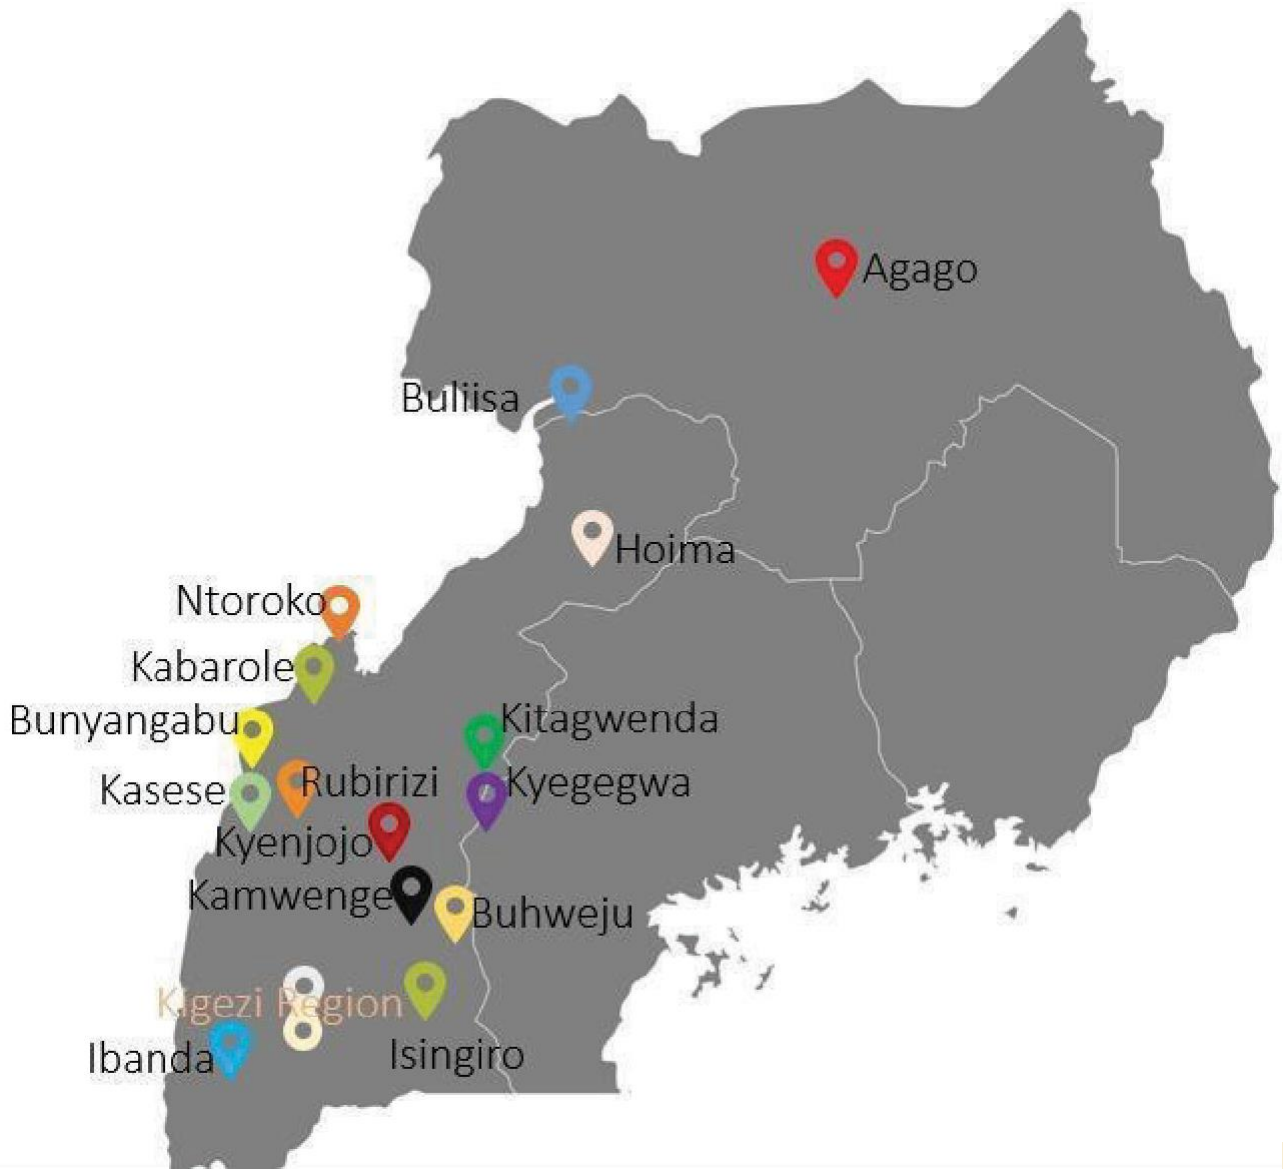 Agago
Buliisa
Hoima
Ntoroko
Kabarole
Bunyangabu
Kitagwenda
Kasese
Rubirizi
Kyegegwa
Kyenjojo
Kamwenge
Buhweju
Kigezi Region
Ibanda
Isingiro